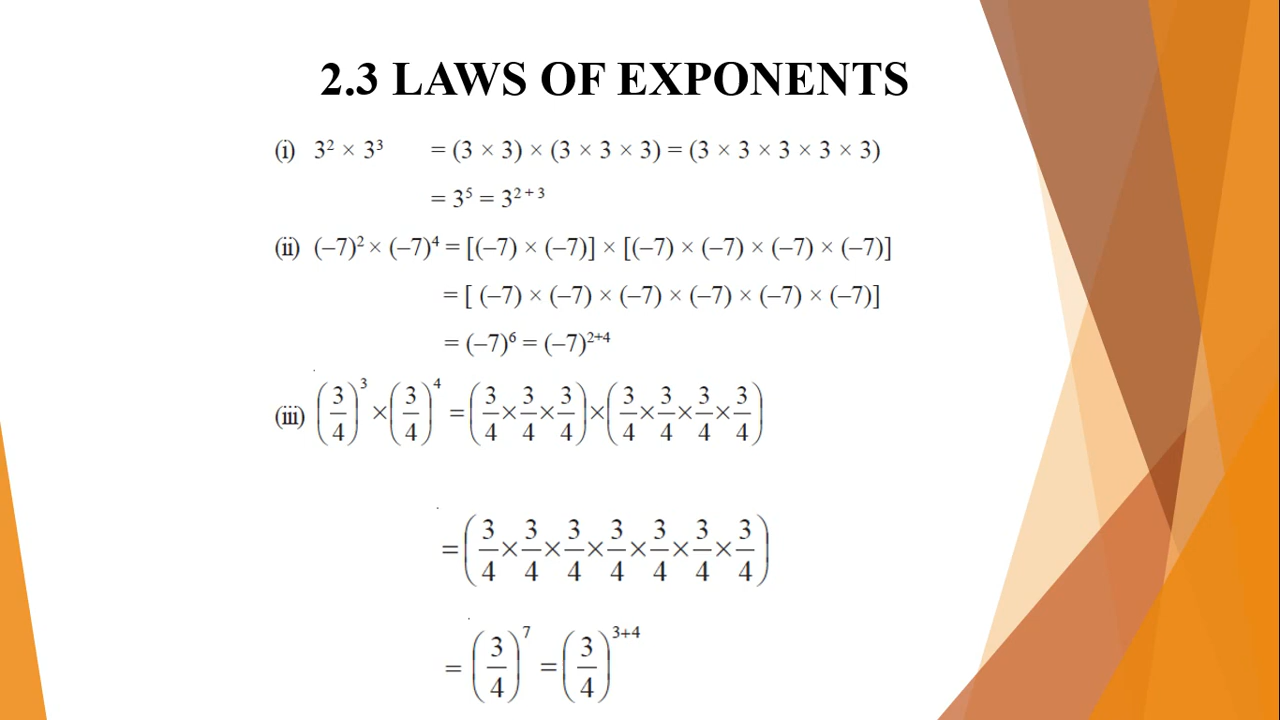 2.3 LAWS OF EXPONENTS
(i) 3² × 3³ = (3 × 3) × (3 × 3 × 3) = (3 × 3 × 3 × 3 × 3)
= 3⁵ = 3²⁺³
(ii) (–7)² × (–7)⁴ = [(–7) × (–7)] × [(–7) × (–7) × (–7) × (–7)]
= [ (–7) × (–7) × (–7) × (–7) × (–7) × (–7)]
= (–7)⁶ = (–7)²⁺⁴
(iii) (3/4)³ × (3/4)⁴ = (3/4 × 3/4 × 3/4) × (3/4 × 3/4 × 3/4 × 3/4)
= (3/4 × 3/4 × 3/4 × 3/4 × 3/4 × 3/4 × 3/4)
= (3/4)⁷ = (3/4)³⁺⁴